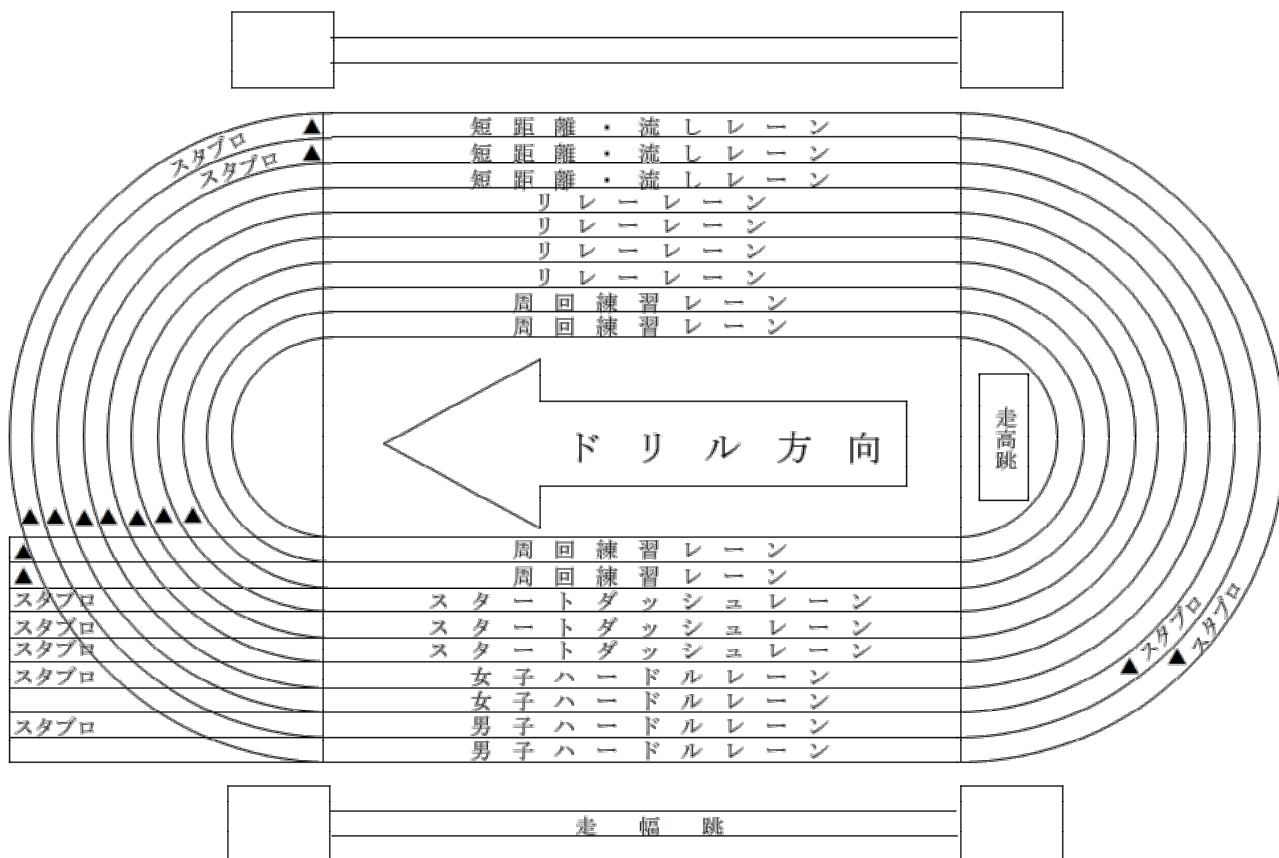 短距離・流しレーン
スタブロ
短距離・流しレーン
スタブロ
短距離・流しレーン
リレーレーン
リレーレーン
リレーレーン
リレーレーン
周回練習レーン
周回練習レーン
ドリル方向
走高跳
周回練習レーン
周回練習レーン
スタブロ
スタートダッシュレーン
スタブロ
スタートダッシュレーン
スタブロ
スタートダッシュレーン
スタブロ
スタブロ
スタブロ
女子ハードルレーン
女子ハードルレーン
スタブロ
男子ハードルレーン
男子ハードルレーン
走幅跳